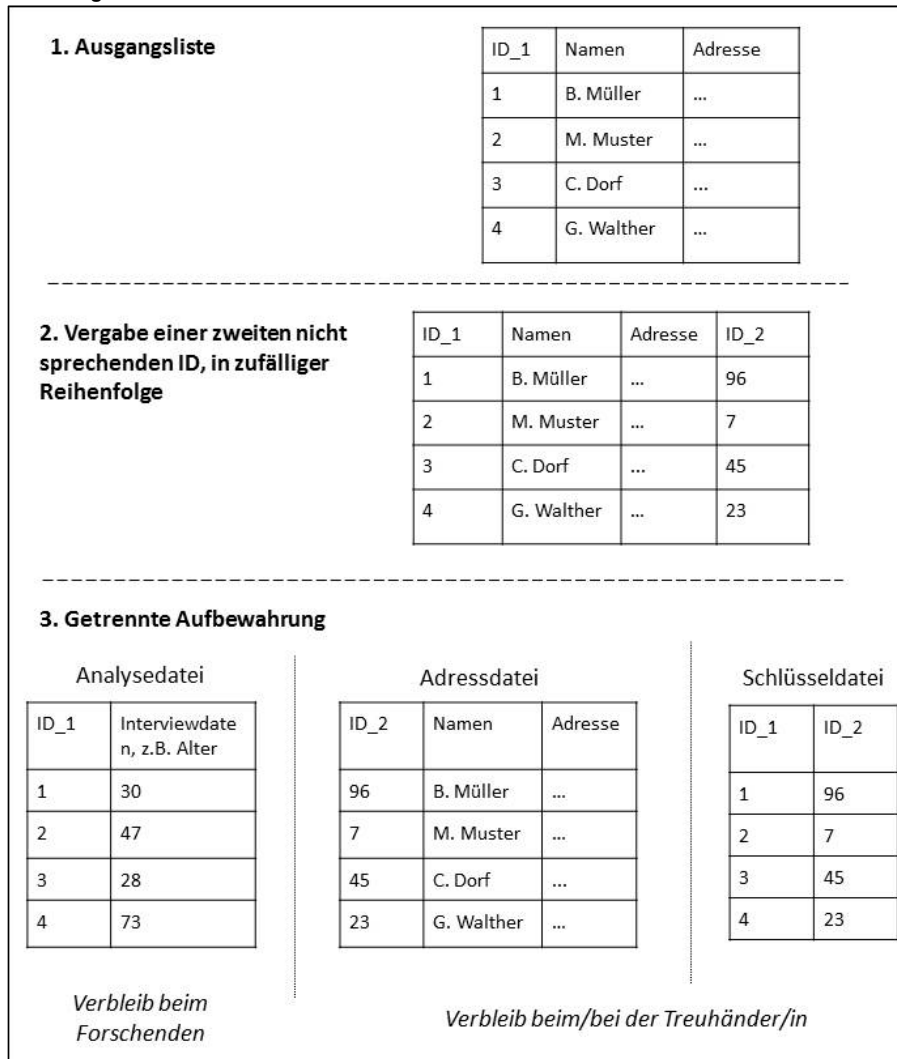 1. Ausgangsliste
ID_1 Namen Adresse
1 B. Müller ...
2 M. Muster ...
3 C. Dorf ...
4 G. Walther ...
2. Vergabe einer zweiten nicht
sprechenden ID, in zufälliger
Reihenfolge
ID_1 Namen Adresse ID_2
1 B. Müller ... 96
2 M. Muster ... 7
3 C. Dorf ... 45
4 G. Walther ... 23
3. Getrennte Aufbewahrung
Analysedatei
ID_1 Interviewdate
n, z.B. Alter
1 30
2 47
3 28
4 73
Verbleib beim
Forschenden
Adressdatei
ID_2 Namen Adresse
96 B. Müller ...
7 M. Muster ...
45 C. Dorf ...
23 G. Walther ...
Schlüsseldatei
ID_1 ID_2
1 96
2 7
3 45
4 23
Verbleib beim/bei der Treuhänder/in